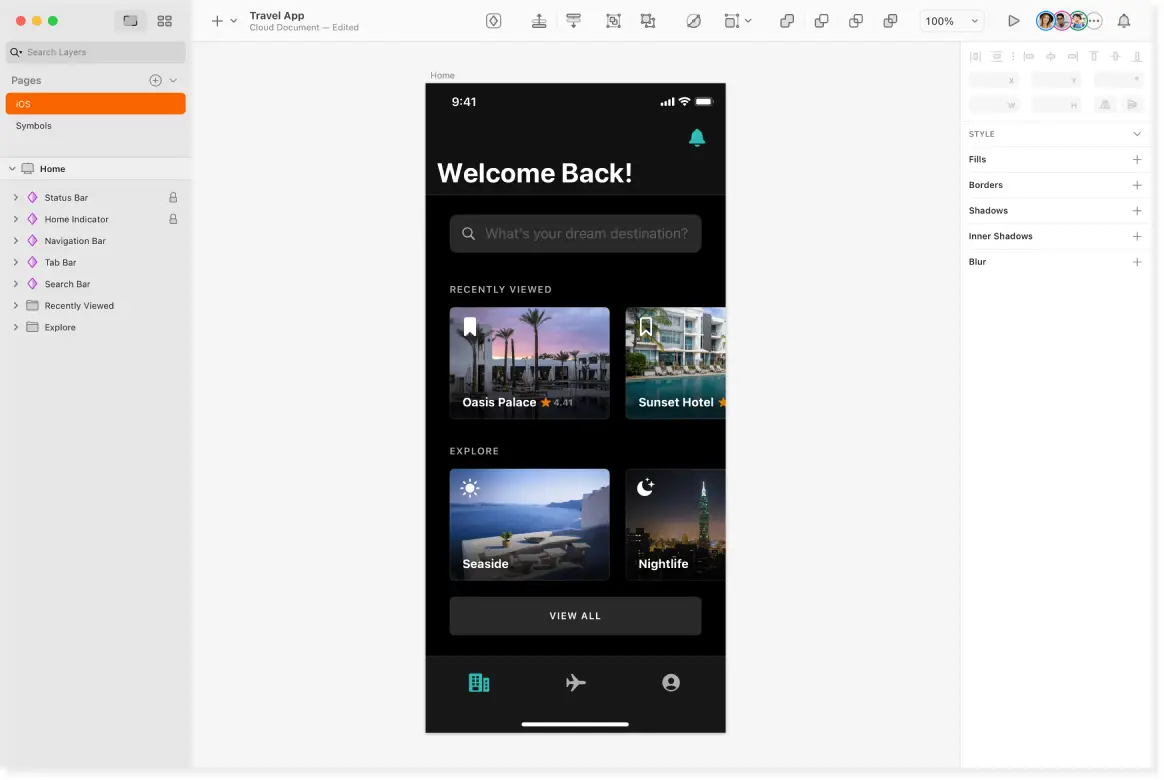 Travel App
Cloud Document — Edited
100%
Search Layers
Pages
iOS
Symbols
Home
Status Bar
Home Indicator
Navigation Bar
Tab Bar
Search Bar
Recently Viewed
Explore
Home
9:41
Welcome Back!
What's your dream destination?
RECENTLY VIEWED
Oasis Palace ★ 4.41
Sunset Hotel ★
EXPLORE
Seaside
Nightlife
VIEW ALL
X Y °
W H
STYLE
Fills
Borders
Shadows
Inner Shadows
Blur